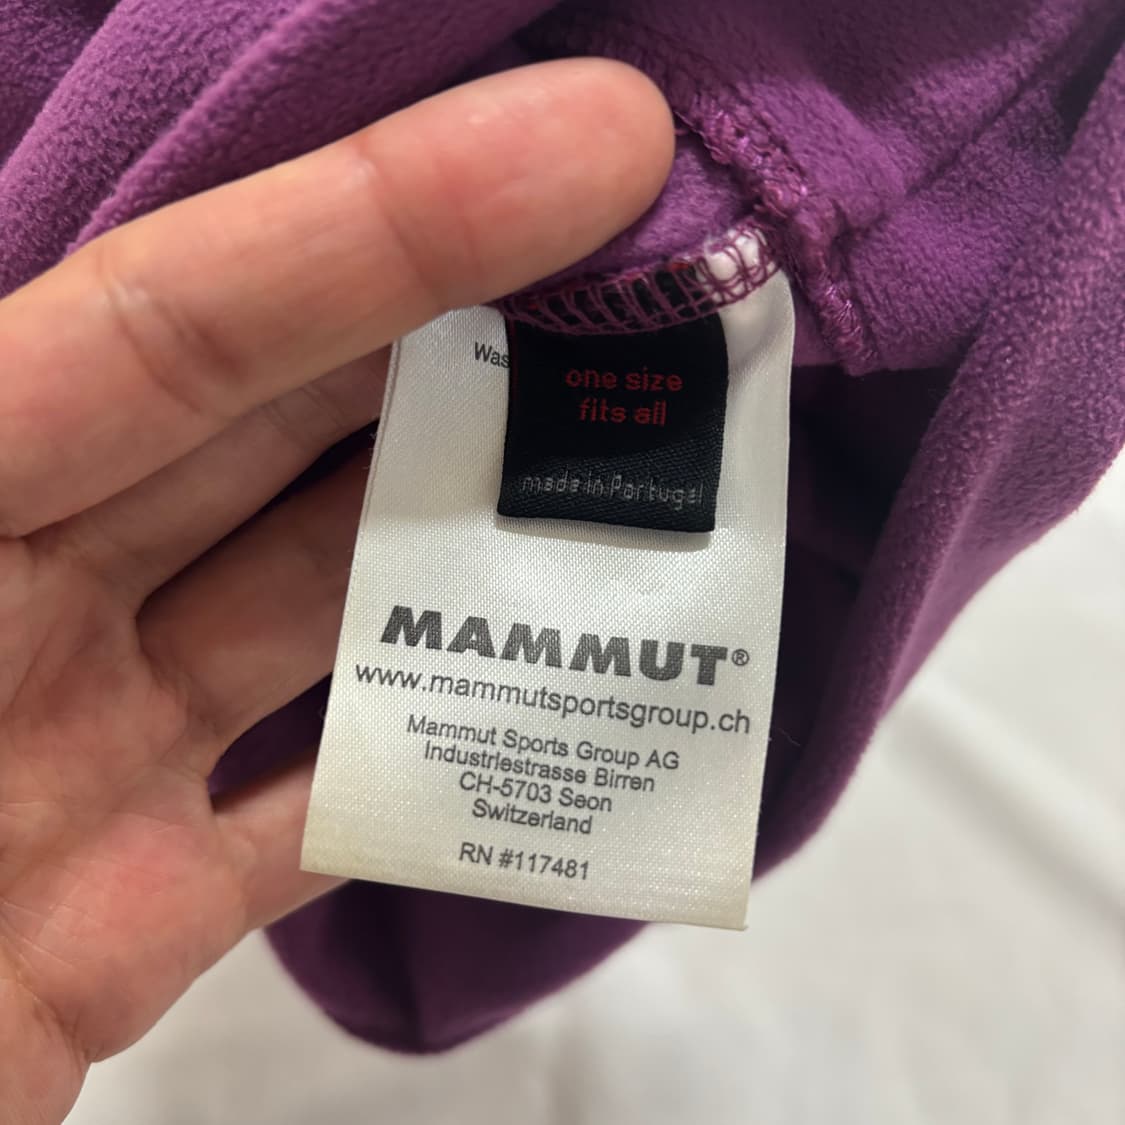 Was
one size
fits all
made in Portugal
MAMMUT®
www.mammutsportsgroup.ch
Mammut Sports Group AG
Industriestrasse Birren
CH-5703 Seon
Switzerland
RN #117481